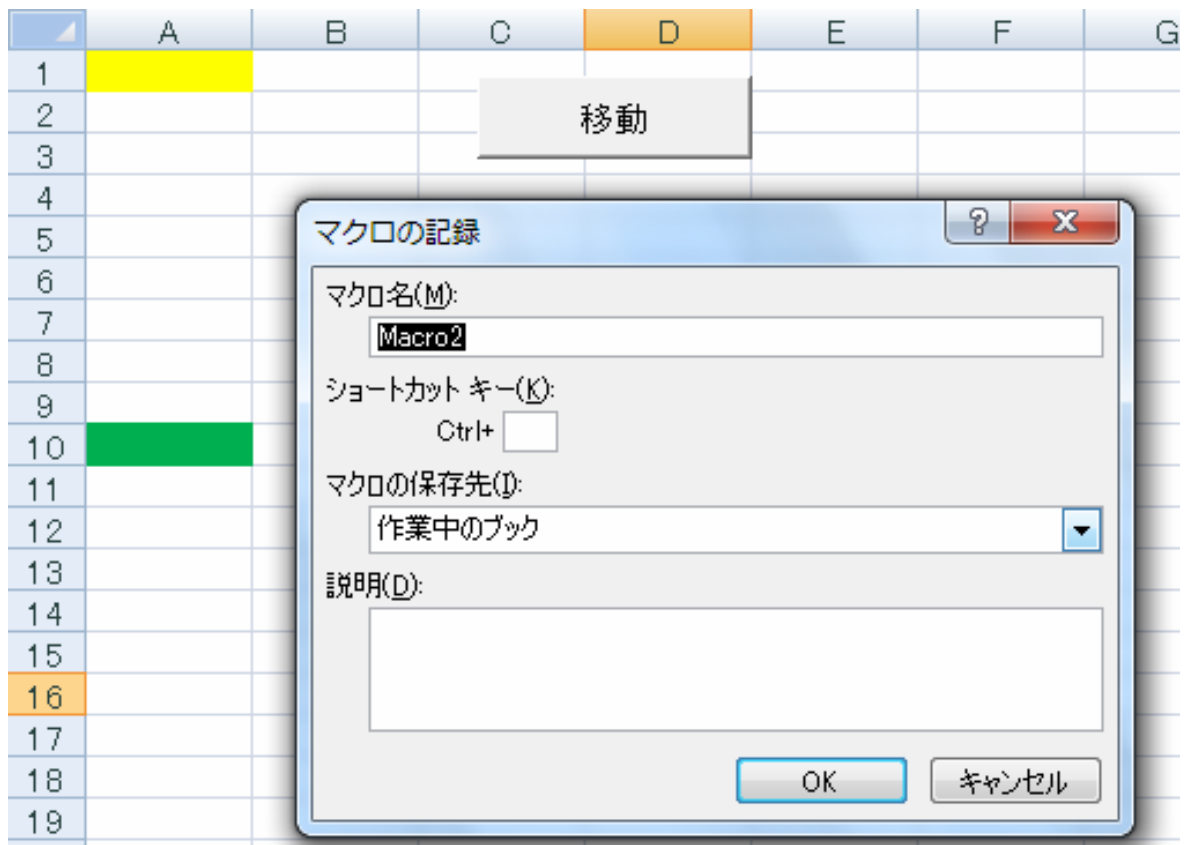 A B C D E F G
1
移動
2
3
4
マクロの記録
5
6
マクロ名(M):
7
Macro2
8
ショートカット キー(K):
9
Ctrl+
10
マクロの保存先(I):
11
作業中のブック
12
13
説明(D):
14
15
16
17
OK キャンセル
18
19